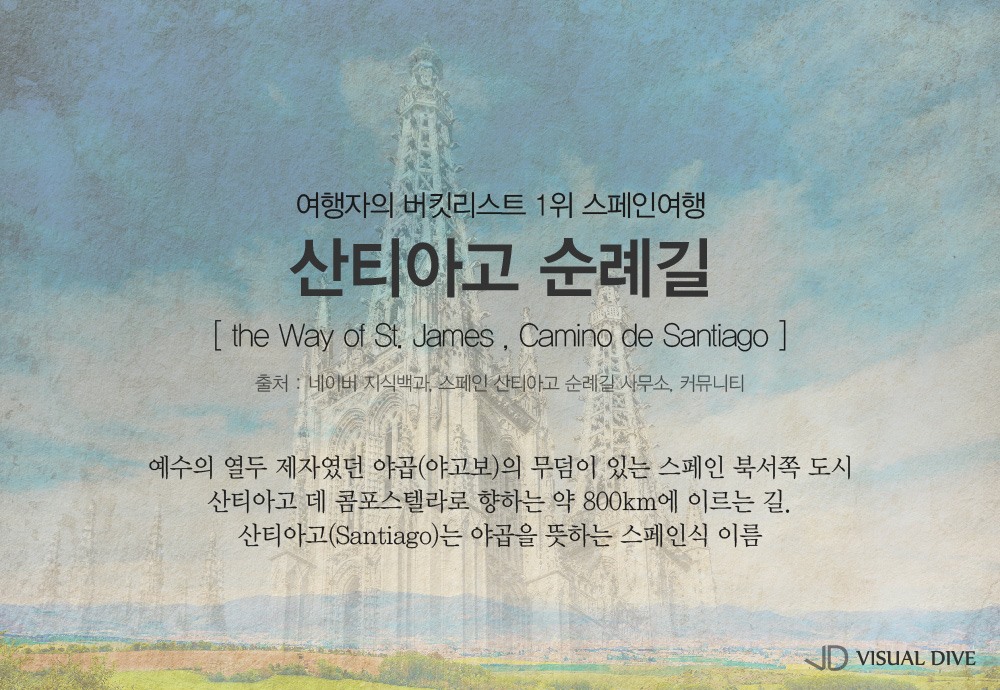 여행자의 버킷리스트 1위 스페인여행
산티아고 순례길
[ the Way of St. James , Camino de Santiago ]
출처 : 네이버 지식백과, 스페인 산티아고 순례길 사무소, 커뮤니티
예수의 열두 제자였던 야곱(야고보)의 무덤이 있는 스페인 북서쪽 도시
산티아고 데 콤포스텔라로 향하는 약 800km에 이르는 길.
산티아고(Santiago)는 야곱을 뜻하는 스페인식 이름
VISUAL DIVE